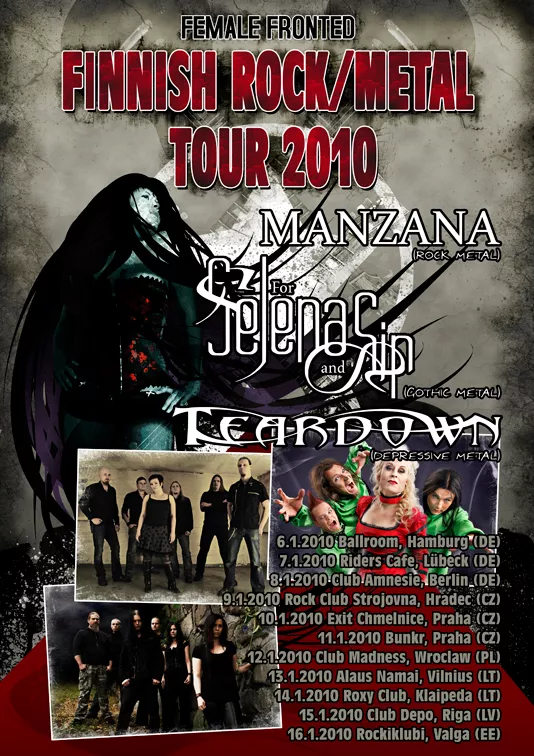 FEMALE FRONTED
FINNISH ROCK/METAL
TOUR 2010
MANZANA
(ROCK METAL)
For
Selena
and Sin
(GOTHIC METAL)
TEARDOWN
(DEPRESSIVE METAL)
6.1.2010 Ballroom, Hamburg (DE)
7.1.2010 Riders Cafe, Lübeck (DE)
8.1.2010 Club Amnesie, Berlin (DE)
9.1.2010 Rock Club Strojovna, Hradec (CZ)
10.1.2010 Exit Chmelnice, Praha (CZ)
11.1.2010 Bunkr, Praha (CZ)
12.1.2010 Club Madness, Wroclaw (PL)
13.1.2010 Alaus Namai, Vilnius (LT)
14.1.2010 Roxy Club, Klaipeda (LT)
15.1.2010 Club Depo, Riga (LV)
16.1.2010 Rockiklubi, Valga (EE)